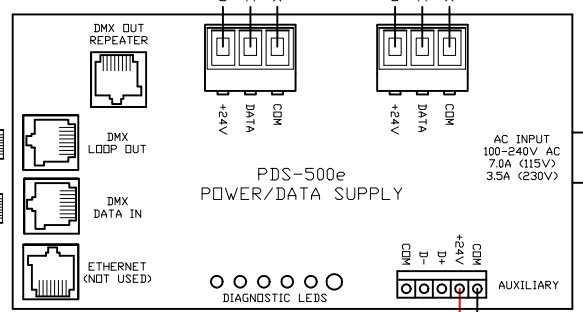 DMX OUT
REPEATER
+24V
DATA
COM
+24V
DATA
COM
DMX
LOOP OUT
AC INPUT
100-240V AC
7.0A (115V)
3.5A (230V)
PDS-500e
POWER/DATA SUPPLY
DMX
DATA IN
ETHERNET
(NOT USED)
COM
D-
D+
+24V
COM
AUXILIARY
DIAGNOSTIC LEDS